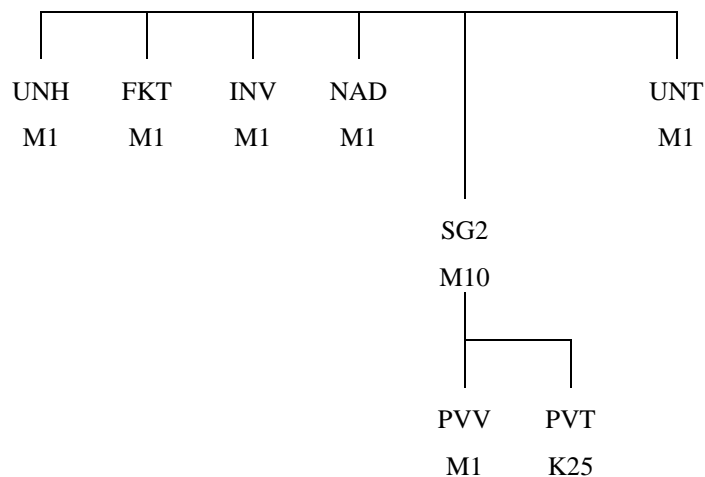 UNH FKT INV NAD UNT
M1 M1 M1 M1 M1
SG2
M10
PVV PVT
M1 K25